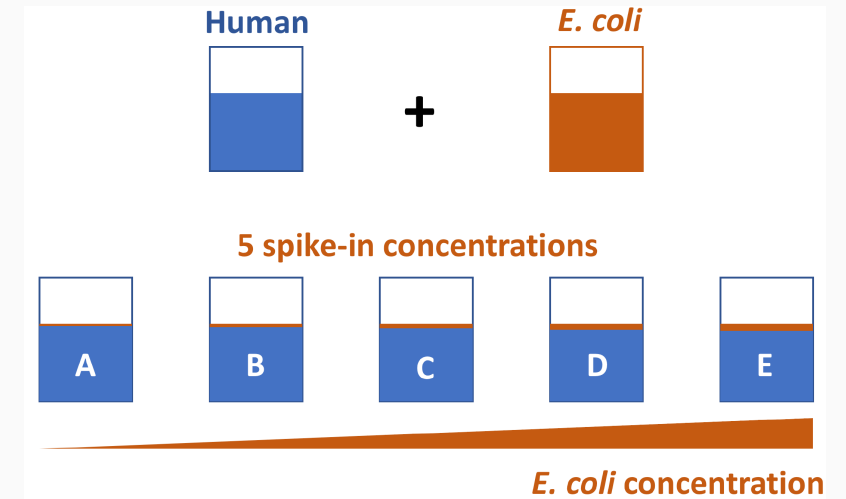 Human
E. coli
+
5 spike-in concentrations
A
B
C
D
E
E. coli concentration